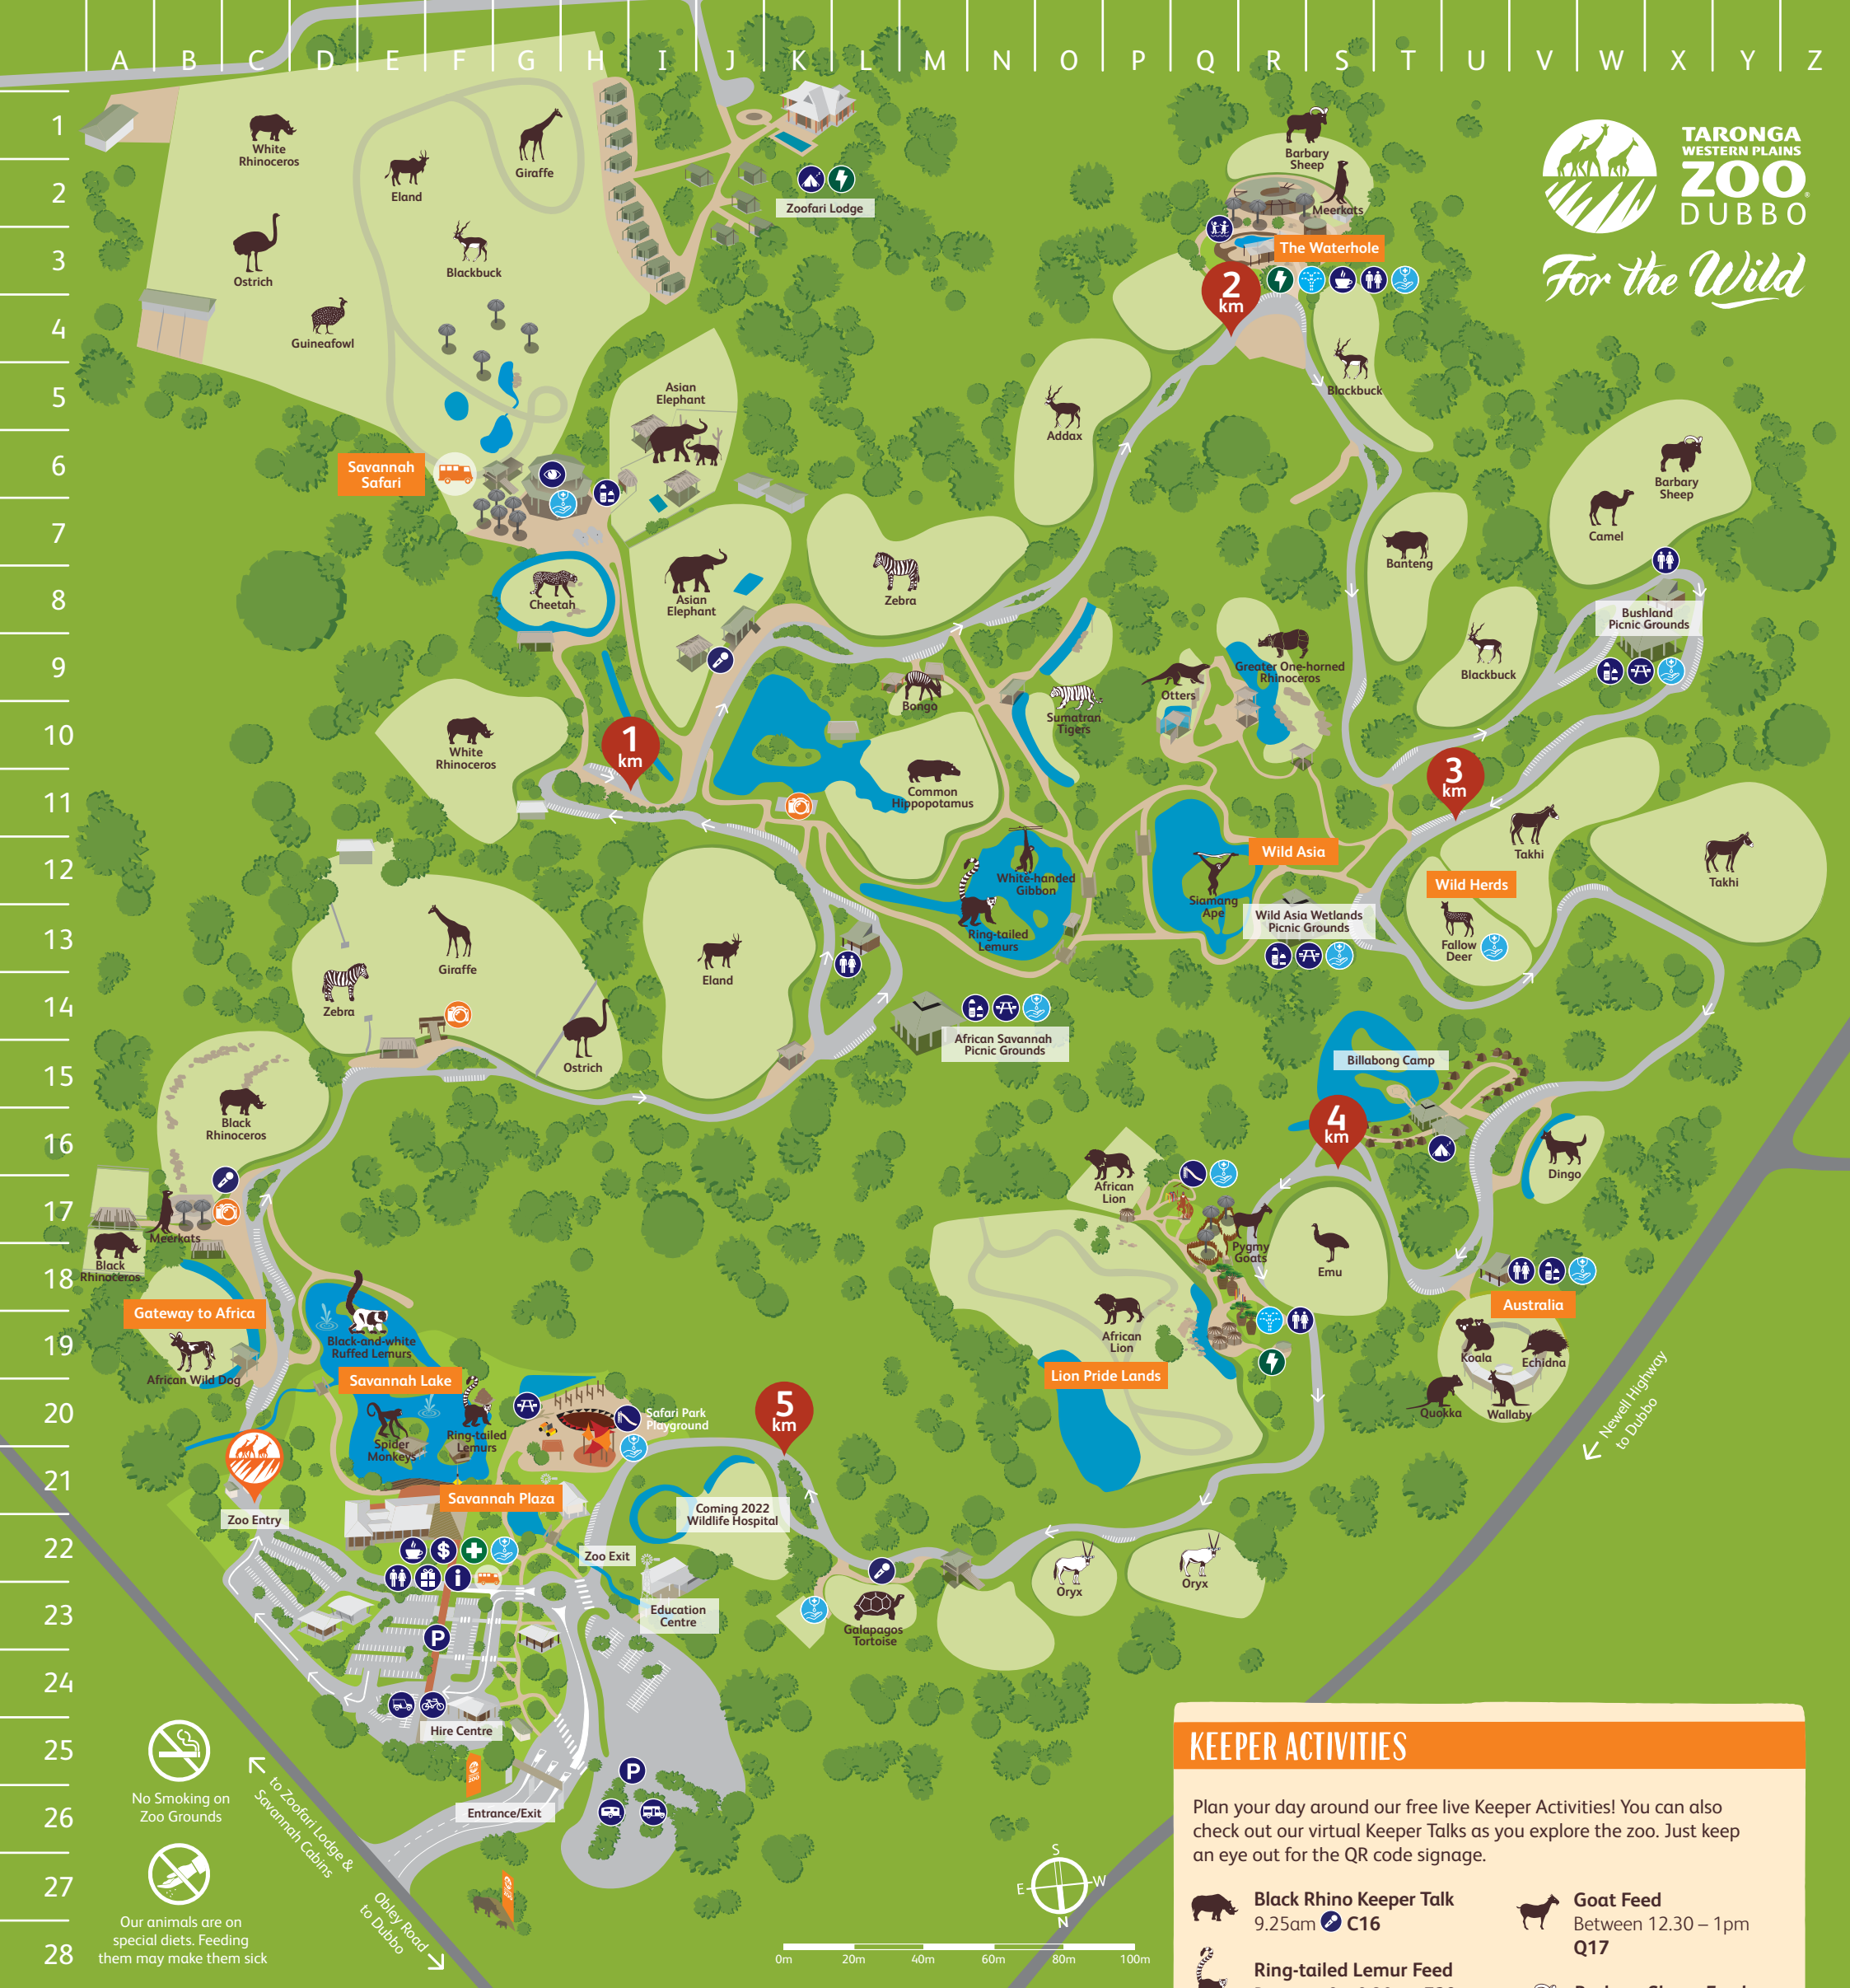 A B C D E F G H I J K L M N O P Q R S T U V W X Y Z
1
2
3
4
5
6
7
8
9
10
11
12
13
14
15
16
17
18
19
20
21
22
23
24
25
26
27
28
TARONGA
WESTERN PLAINS
ZOO
DUBBO
For the Wild
White
Rhinoceros
Eland
Giraffe
Ostrich
Blackbuck
Guineafowl
Zoofari Lodge
Barbary
Sheep
Meerkats
The Waterhole
2
km
Blackbuck
Asian
Elephant
Addax
Savannah
Safari
Barbary
Sheep
Camel
Banteng
Cheetah
Asian
Elephant
Zebra
Bushland
Picnic Grounds
Blackbuck
Greater One-horned
Rhinoceros
Otters
Bongo
Sumatran
Tigers
White
Rhinoceros
1
km
Common
Hippopotamus
3
km
Takhi
Takhi
Wild Asia
Wild Herds
White-handed
Gibbon
Siamang
Ape
Wild Asia Wetlands
Picnic Grounds
Ring-tailed
Lemurs
Fallow
Deer
Giraffe
Zebra
Eland
Ostrich
African Savannah
Picnic Grounds
Billabong Camp
Black
Rhinoceros
4
km
Dingo
African
Lion
Meerkats
Black
Rhinoceros
Pygmy
Goats
Emu
Gateway to Africa
Australia
Black-and-white
Ruffed Lemurs
African
Lion
Koala
Echidna
African Wild Dog
Savannah Lake
Lion Pride Lands
Quokka
Wallaby
Newell Highway
to Dubbo
5
km
Safari Park
Playground
Spider
Monkeys
Ring-tailed
Lemurs
Savannah Plaza
Zoo Entry
Coming 2022
Wildlife Hospital
Zoo Exit
Oryx
Oryx
Education
Centre
Galapagos
Tortoise
P
Hire Centre
P
Entrance/Exit
No Smoking on
Zoo Grounds
to Zoofari Lodge &
Savannah Cabins
Our animals are on
special diets. Feeding
them may make them sick
Obley Road
to Dubbo
S
E W
N
0m 20m 40m 60m 80m 100m
KEEPER ACTIVITIES
Plan your day around our free live Keeper Activities! You can also
check out our virtual Keeper Talks as you explore the zoo. Just keep
an eye out for the QR code signage.
Black Rhino Keeper Talk
9.25am C16
Goat Feed
Between 12.30 – 1pm
Q17
Ring-tailed Lemur Feed